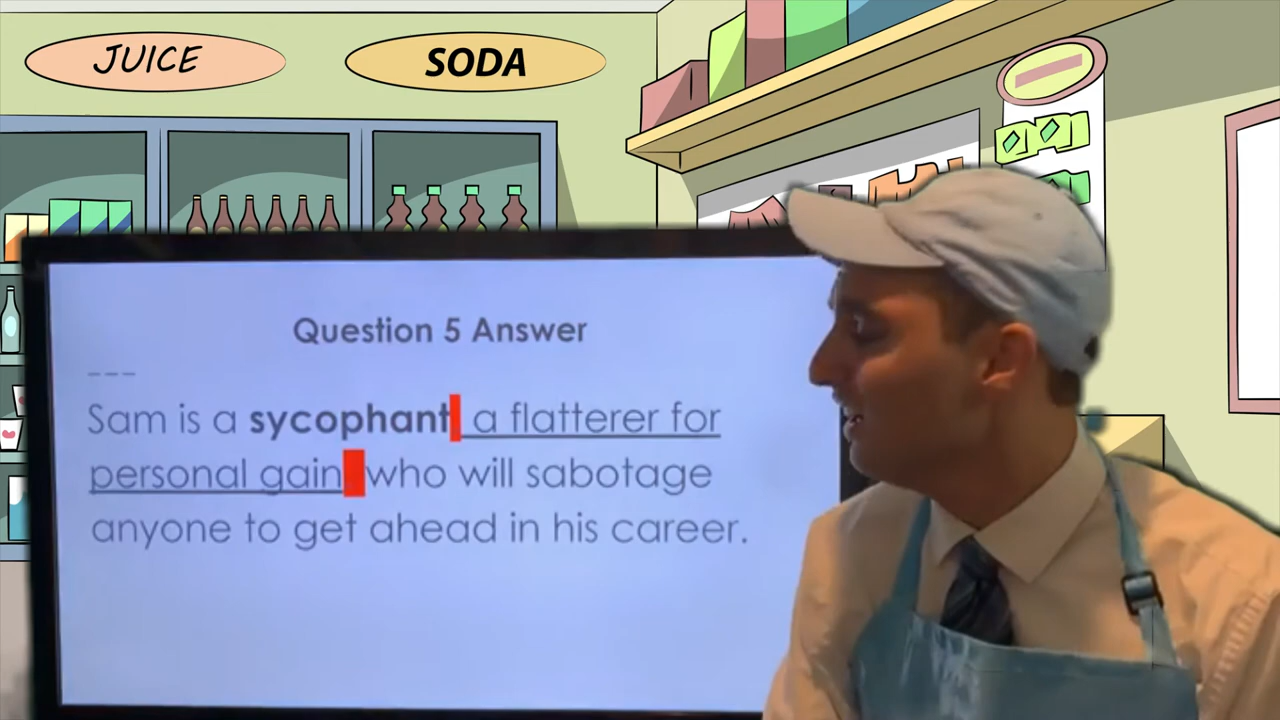 JUICE
SODA
Question 5 Answer
---
Sam is a sycophant a flatterer for
personal gain who will sabotage
anyone to get ahead in his career.